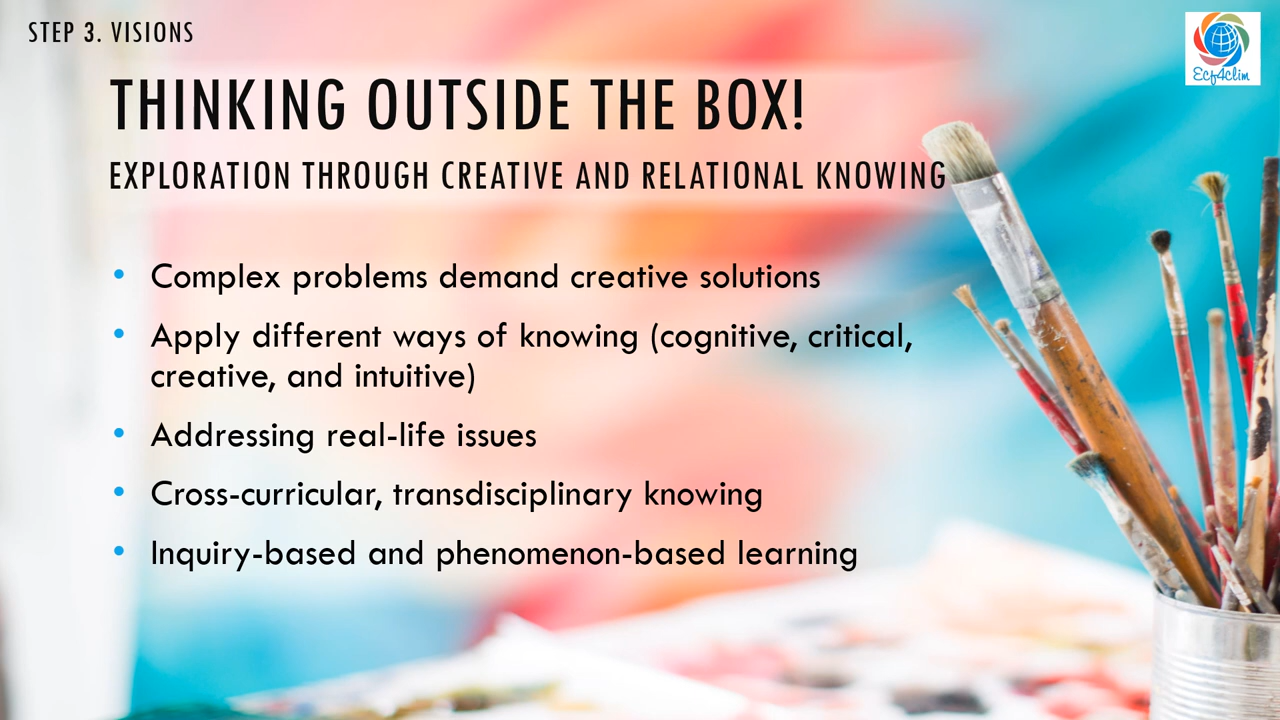 STEP 3. VISIONS
Ecf4clim
THINKING OUTSIDE THE BOX!
EXPLORATION THROUGH CREATIVE AND RELATIONAL KNOWING
• Complex problems demand creative solutions
• Apply different ways of knowing (cognitive, critical,
creative, and intuitive)
• Addressing real-life issues
• Cross-curricular, transdisciplinary knowing
• Inquiry-based and phenomenon-based learning